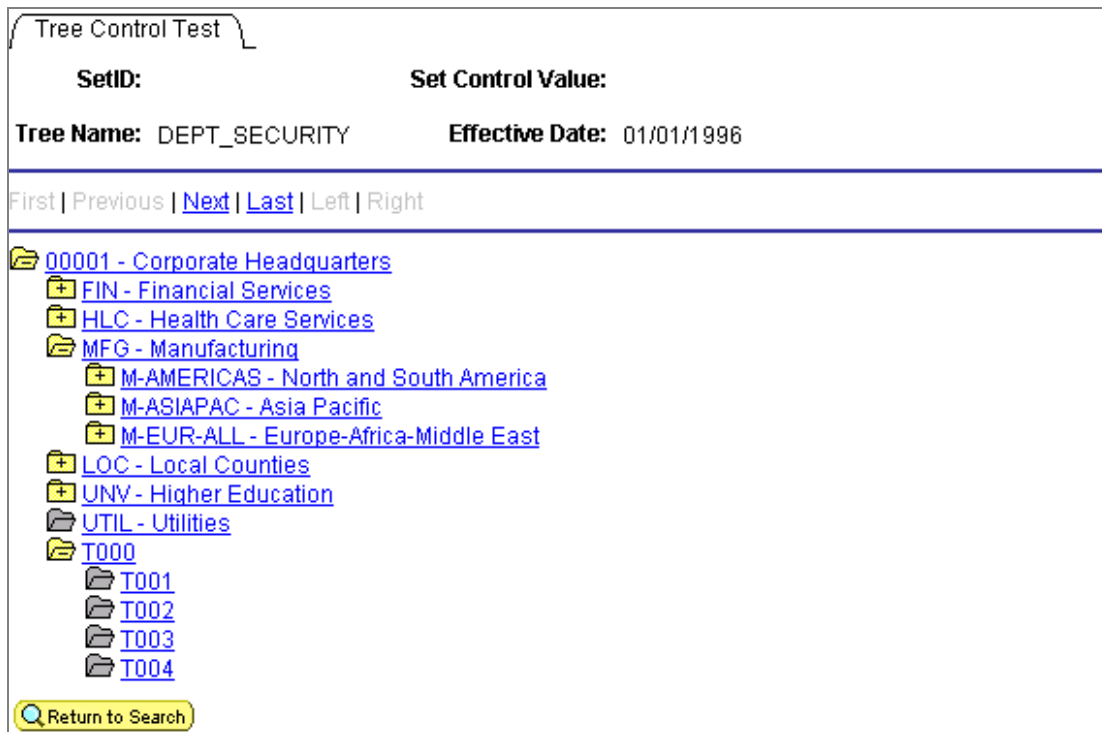 Tree Control Test
SetID: Set Control Value:
Tree Name: DEPT_SECURITY Effective Date: 01/01/1996
First | Previous | Next | Last | Left | Right
00001 - Corporate Headquarters
FIN - Financial Services
HLC - Health Care Services
MFG - Manufacturing
M-AMERICAS - North and South America
M-ASIAPAC - Asia Pacific
M-EUR-ALL - Europe-Africa-Middle East
LOC - Local Counties
UNV - Higher Education
UTIL - Utilities
T000
T001
T002
T003
T004
Return to Search